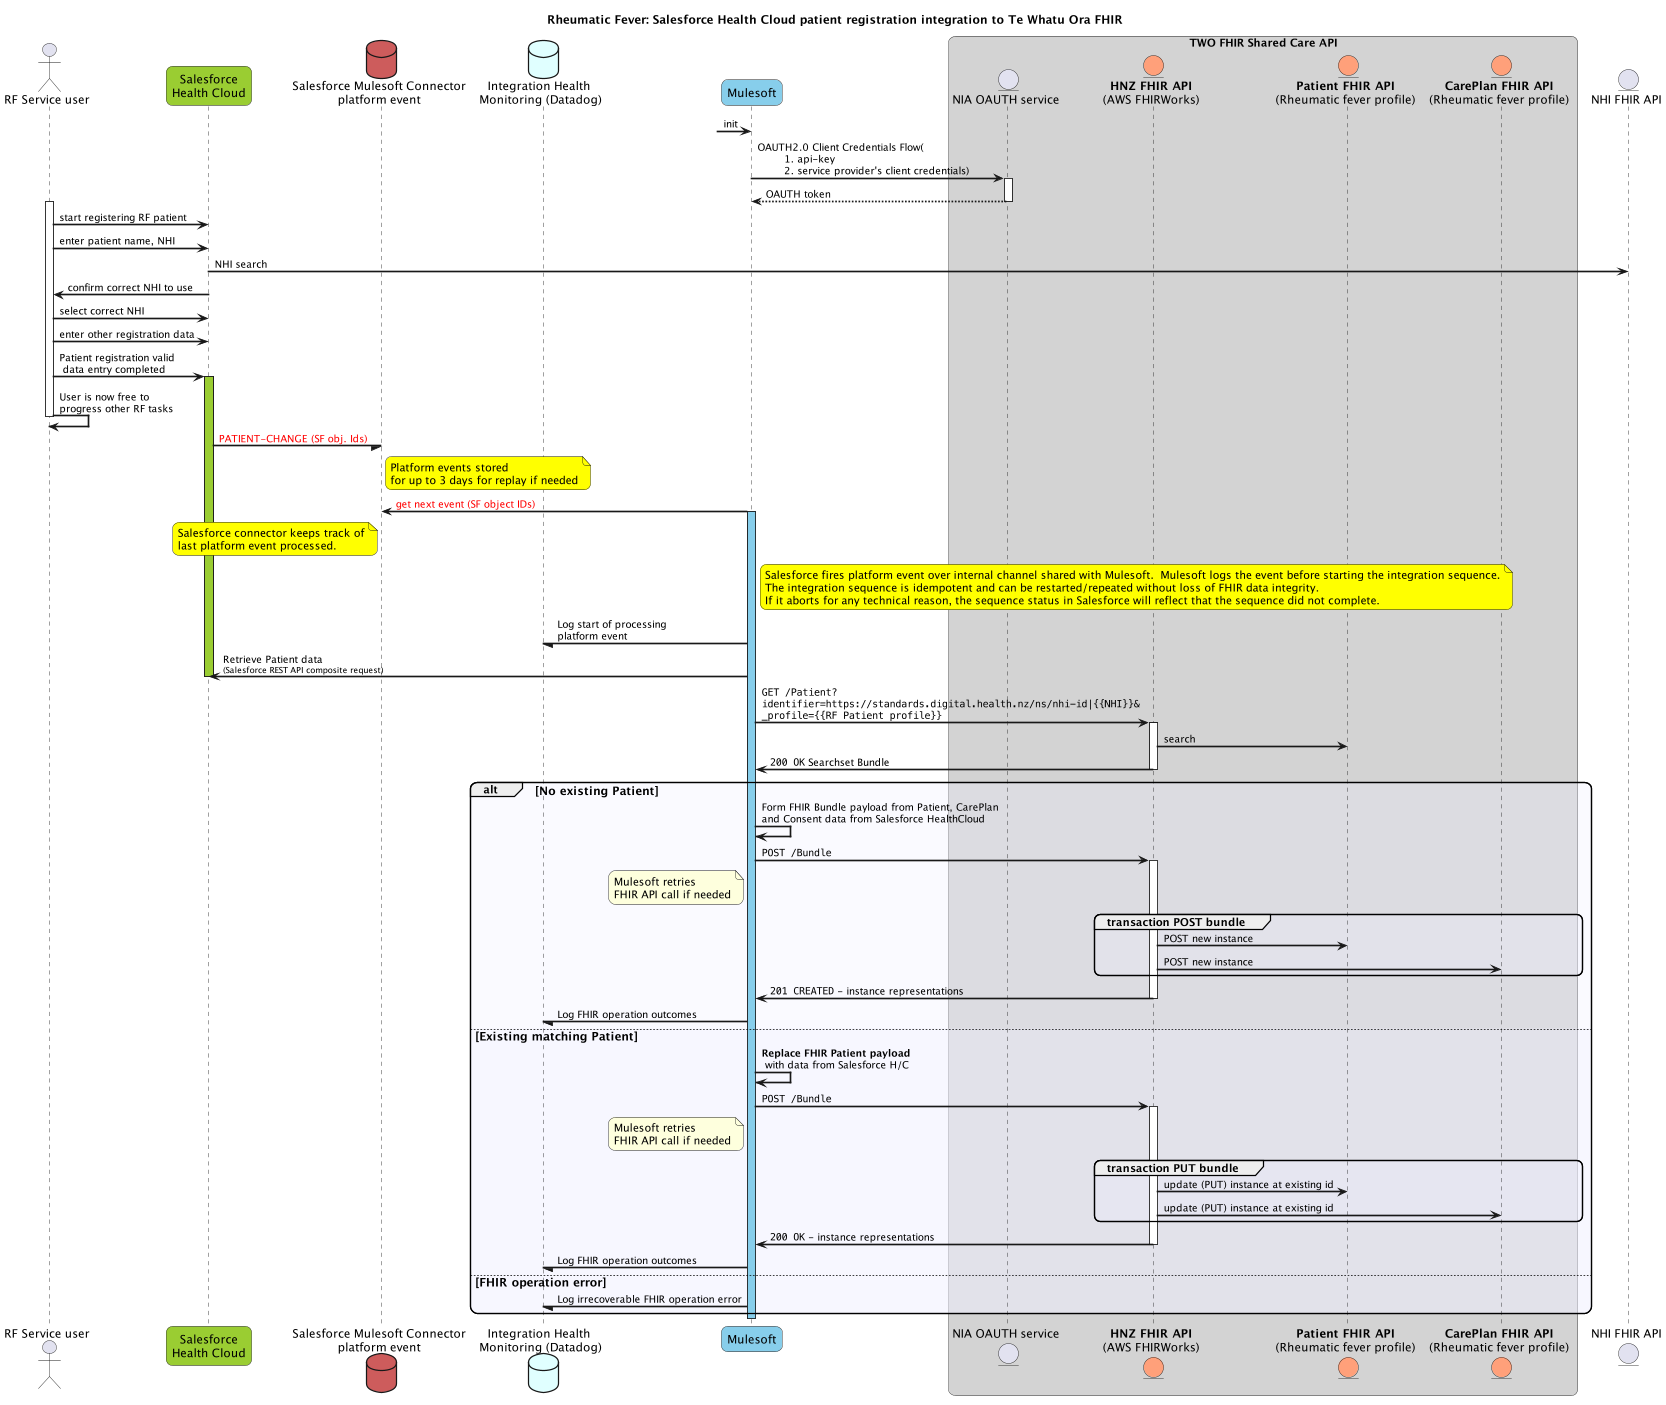 Rheumatic Fever: Salesforce Health Cloud patient registration integration to Te Whatu Ora FHIR
TWO FHIR Shared Care API
RF Service user
Salesforce
Health Cloud
Salesforce Mulesoft Connector
platform event
Integration Health
Monitoring (Datadog)
Mulesoft
NIA OAUTH service
HNZ FHIR API
(AWS FHIRWorks)
Patient FHIR API
(Rheumatic fever profile)
CarePlan FHIR API
(Rheumatic fever profile)
NHI FHIR API
init
OAUTH2.0 Client Credentials Flow(
1. api-key
2. service provider's client credentials)
OAUTH token
start registering RF patient
enter patient name, NHI
NHI search
confirm correct NHI to use
select correct NHI
enter other registration data
Patient registration valid
data entry completed
User is now free to
progress other RF tasks
PATIENT-CHANGE (SF obj. Ids)
Platform events stored
for up to 3 days for replay if needed
get next event (SF object IDs)
Salesforce connector keeps track of
last platform event processed.
Salesforce fires platform event over internal channel shared with Mulesoft.  Mulesoft logs the event before starting the integration sequence.
The integration sequence is idempotent and can be restarted/repeated without loss of FHIR data integrity.
If it aborts for any technical reason, the sequence status in Salesforce will reflect that the sequence did not complete.
Log start of processing
platform event
Retrieve Patient data
(Salesforce REST API composite request)
GET /Patient?
identifier=https://standards.digital.health.nz/ns/nhi-id|{{NHI}}&
_profile={{RF Patient profile}}
search
200 OK Searchset Bundle
alt
[No existing Patient]
Form FHIR Bundle payload from Patient, CarePlan
and Consent data from Salesforce HealthCloud
POST /Bundle
Mulesoft retries
FHIR API call if needed
transaction POST bundle
POST new instance
POST new instance
201 CREATED - instance representations
Log FHIR operation outcomes
[Existing matching Patient]
Replace FHIR Patient payload
with data from Salesforce H/C
POST /Bundle
Mulesoft retries
FHIR API call if needed
transaction PUT bundle
update (PUT) instance at existing id
update (PUT) instance at existing id
200 OK - instance representations
Log FHIR operation outcomes
[FHIR operation error]
Log irrecoverable FHIR operation error
RF Service user
Salesforce
Health Cloud
Salesforce Mulesoft Connector
platform event
Integration Health
Monitoring (Datadog)
Mulesoft
NIA OAUTH service
HNZ FHIR API
(AWS FHIRWorks)
Patient FHIR API
(Rheumatic fever profile)
CarePlan FHIR API
(Rheumatic fever profile)
NHI FHIR API